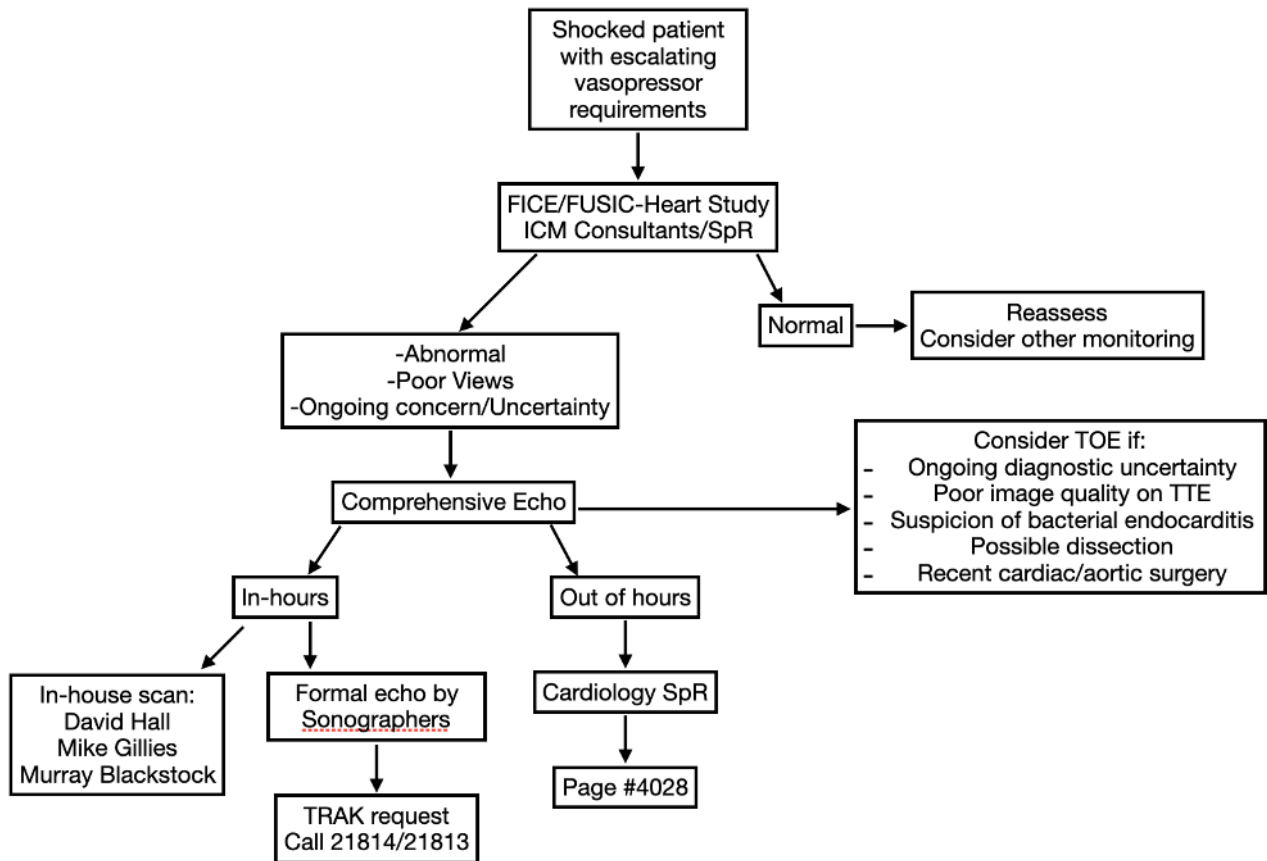 Shocked patient
with escalating
vasopressor
requirements
FICE/FUSIC-Heart Study
ICM Consultants/SpR
Normal
Reassess
Consider other monitoring
-Abnormal
-Poor Views
-Ongoing concern/Uncertainty
Consider TOE if:
- Ongoing diagnostic uncertainty
- Poor image quality on TTE
- Suspicion of bacterial endocarditis
- Possible dissection
- Recent cardiac/aortic surgery
Comprehensive Echo
In-hours
Out of hours
In-house scan:
David Hall
Mike Gillies
Murray Blackstock
Formal echo by
Sonographers
Cardiology SpR
TRAK request
Call 21814/21813
Page #4028